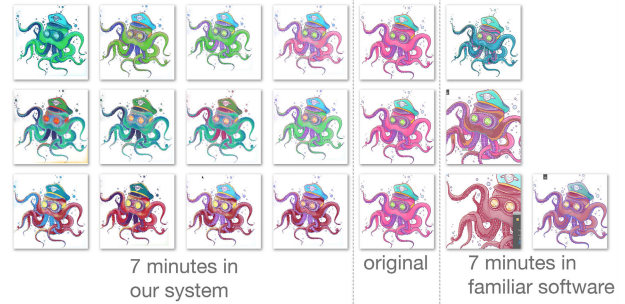 7 minutes in
our system
original
7 minutes in
familiar software